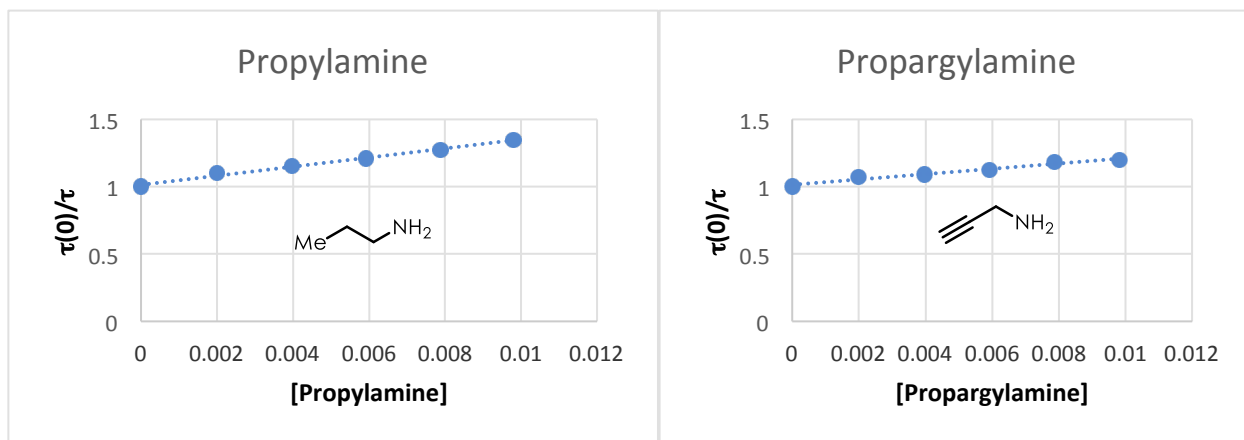 Propylamine
1.5
1
0.5
0
τ(0)/τ
Me
NH2
0 0.002 0.004 0.006 0.008 0.01 0.012
[Propylamine]
Propargylamine
1.5
1
0.5
0
τ(0)/τ
NH2
0 0.002 0.004 0.006 0.008 0.01 0.012
[Propargylamine]